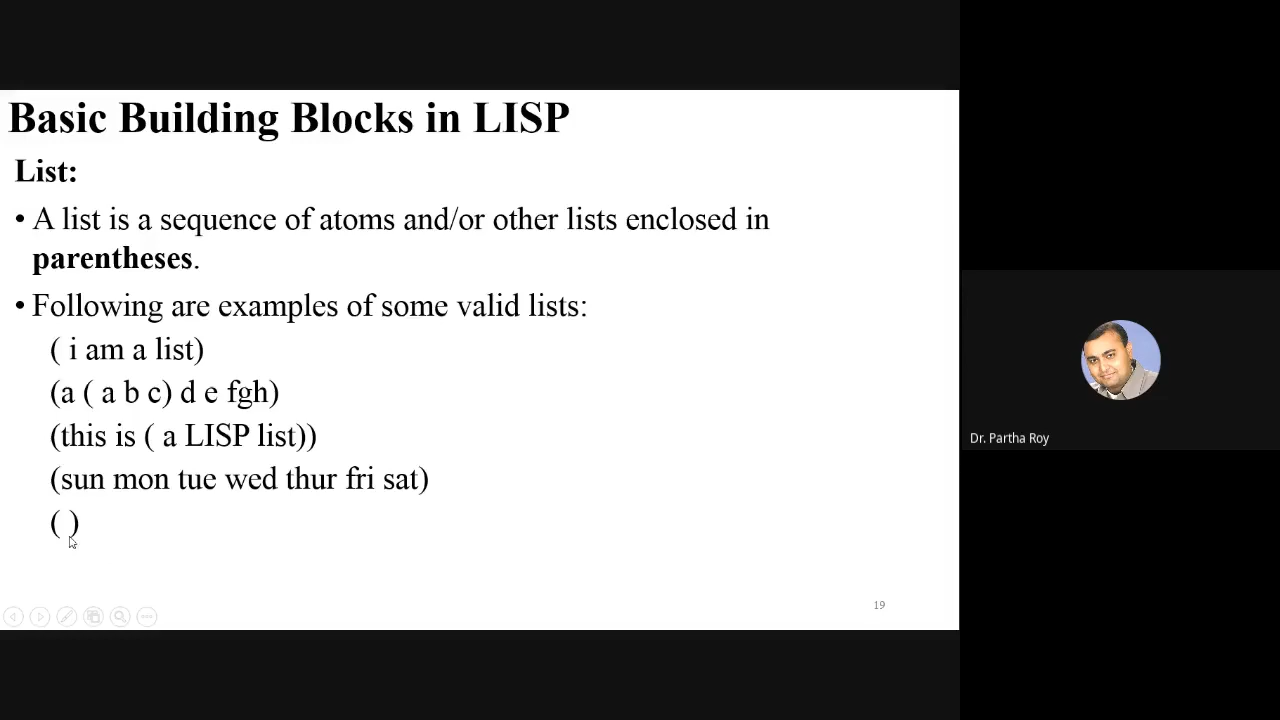 Basic Building Blocks in LISP
List:
• A list is a sequence of atoms and/or other lists enclosed in
parentheses.
• Following are examples of some valid lists:
( i am a list)
(a ( a b c) d e fgh)
(this is ( a LISP list))
(sun mon tue wed thur fri sat)
( )
19
Dr. Partha Roy